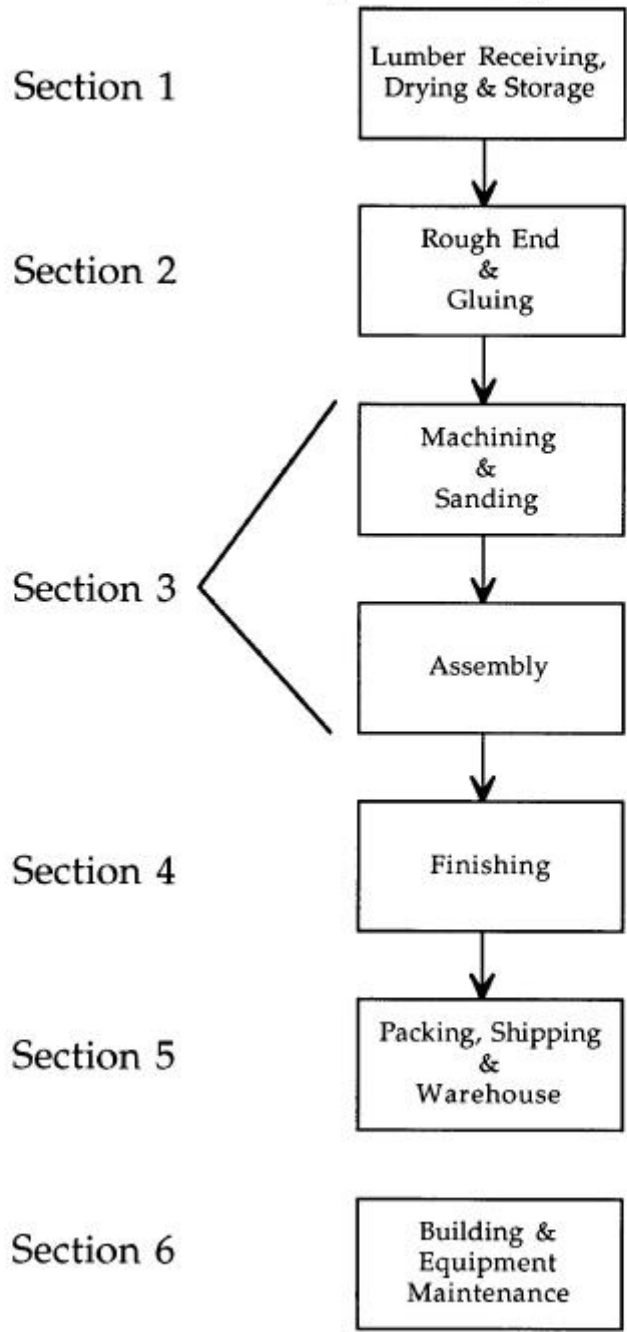 Section 1
Lumber Receiving,
Drying & Storage
Section 2
Rough End
&
Gluing
Section 3
Machining
&
Sanding
Assembly
Section 4
Finishing
Section 5
Packing, Shipping
&
Warehouse
Section 6
Building &
Equipment
Maintenance